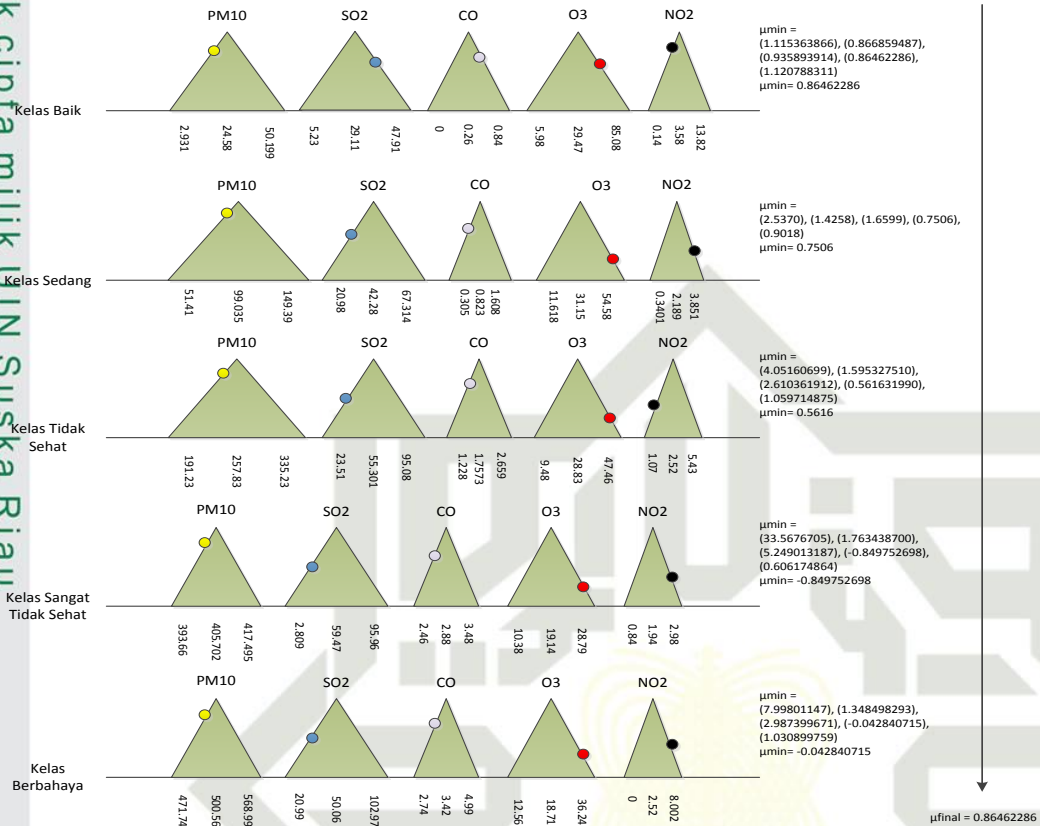 k cipta milik UIN Suska Riau
PM10 SO2 CO O3 NO2
Kelas Baik
2.931 24.58 50.199 5.23 29.11 47.91 0 0.26 0.84 5.98 29.47 85.08 0.14 3.58 13.82
µmin =
(1.115363866), (0.866859487),
(0.935893914), (0.86462286),
(1.120788311)
µmin= 0.86462286
PM10 SO2 CO O3 NO2
Kelas Sedang
51.41 99.035 149.39 20.98 42.28 67.314 0.305 0.823 1.608 11.618 31.15 54.58 0.3401 2.189 3.851
µmin =
(2.5370), (1.4258), (1.6599), (0.7506),
(0.9018)
µmin= 0.7506
PM10 SO2 CO O3 NO2
Kelas Tidak
Sehat
191.23 257.83 335.23 23.51 55.301 95.08 1.228 1.7573 2.659 9.48 28.83 47.46 1.07 2.52 5.43
µmin =
(4.05160699), (1.595327510),
(2.610361912), (0.561631990),
(1.059714875)
µmin= 0.5616
PM10 SO2 CO O3 NO2
Kelas Sangat
Tidak Sehat
393.66 405.702 417.495 2.809 59.47 95.96 2.46 2.88 3.48 10.38 19.14 28.79 0.84 1.94 2.98
µmin =
(33.5676705), (1.763438700),
(5.249013187), (-0.849752698),
(0.606174864)
µmin= -0.849752698
PM10 SO2 CO O3 NO2
Kelas
Berbahaya
471.74 500.56 568.99 20.99 50.06 102.97 2.74 3.42 4.99 12.56 18.71 36.24 0 2.52 8.002
µmin =
(7.99801147), (1.348498293),
(2.987399671), (-0.042840715),
(1.030899759)
µmin= -0.042840715
µfinal = 0.86462286